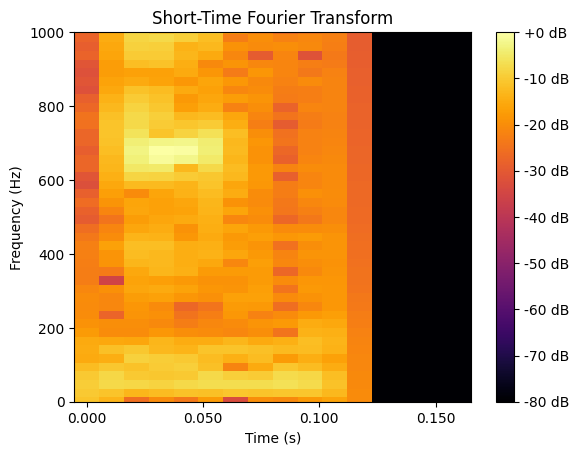 Short-Time Fourier Transform
1000
800
600
400
200
0
Frequency (Hz)
0.000
0.050
0.100
0.150
Time (s)
+0 dB
-10 dB
-20 dB
-30 dB
-40 dB
-50 dB
-60 dB
-70 dB
-80 dB